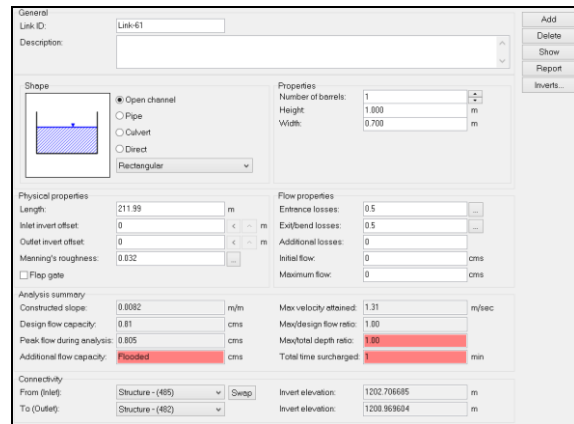 General
Link ID: Link-61
Description:
Add
Delete
Show
Report
Inverts...
Shape
Open channel
Pipe
Culvert
Direct
Rectangular
Properties
Number of barrels: 1
Height: 1.000 m
Width: 0.700 m
Physical properties
Length: 211.99 m
Inlet invert offset: 0 < ^ m
Outlet invert offset: 0 < ^ m
Manning's roughness: 0.032 ...
Flap gate
Flow properties
Entrance losses: 0.5 ...
Exit/bend losses: 0.5 ...
Additional losses: 0
Initial flow: 0 cms
Maximum flow: 0 cms
Analysis summary
Constructed slope: 0.0082 m/m
Design flow capacity: 0.81 cms
Peak flow during analysis: 0.805 cms
Additional flow capacity: Flooded cms
Max velocity attained: 1.31 m/sec
Max/design flow ratio: 1.00
Max/total depth ratio: 1.00
Total time surcharged: 1 min
Connectivity
From (Inlet): Structure - (485) Swap Invert elevation: 1202.706685 m
To (Outlet): Structure - (482) Invert elevation: 1200.969604 m